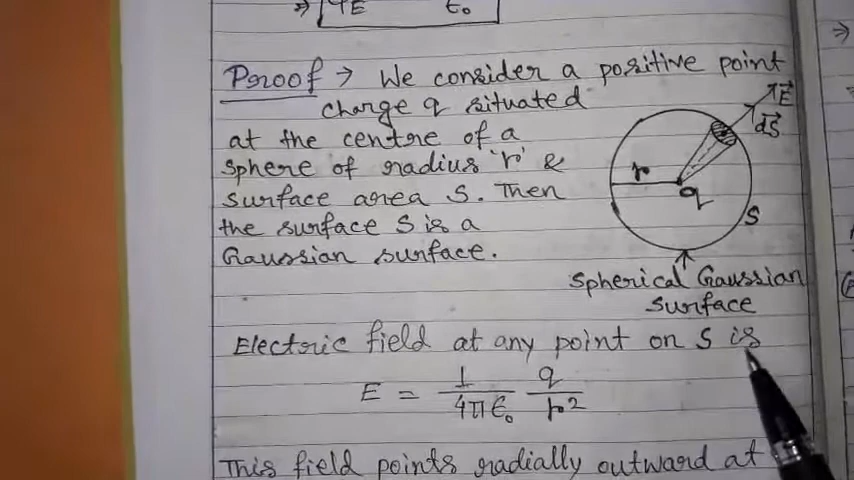 ⇒ ΦE ε₀
Proof → We consider a positive point
charge q situated
at the centre of a
sphere of radius 'r' &
surface area S. Then
the surface S is a
Gaussian surface.
E⃗
dS⃗
r
q
S
Spherical Gaussian
Surface
Electric field at any point on S is
E = 1/4πε₀ q/r²
This field points radially outward at